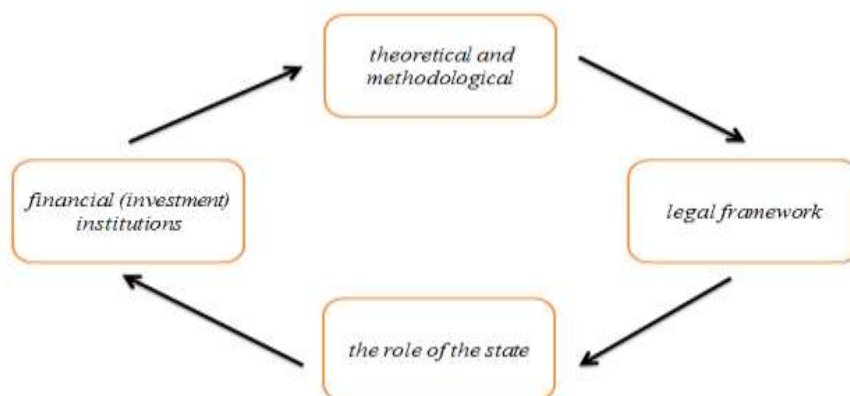 theoretical and
methodological
financial (investment)
institutions
legal framework
the role of the state